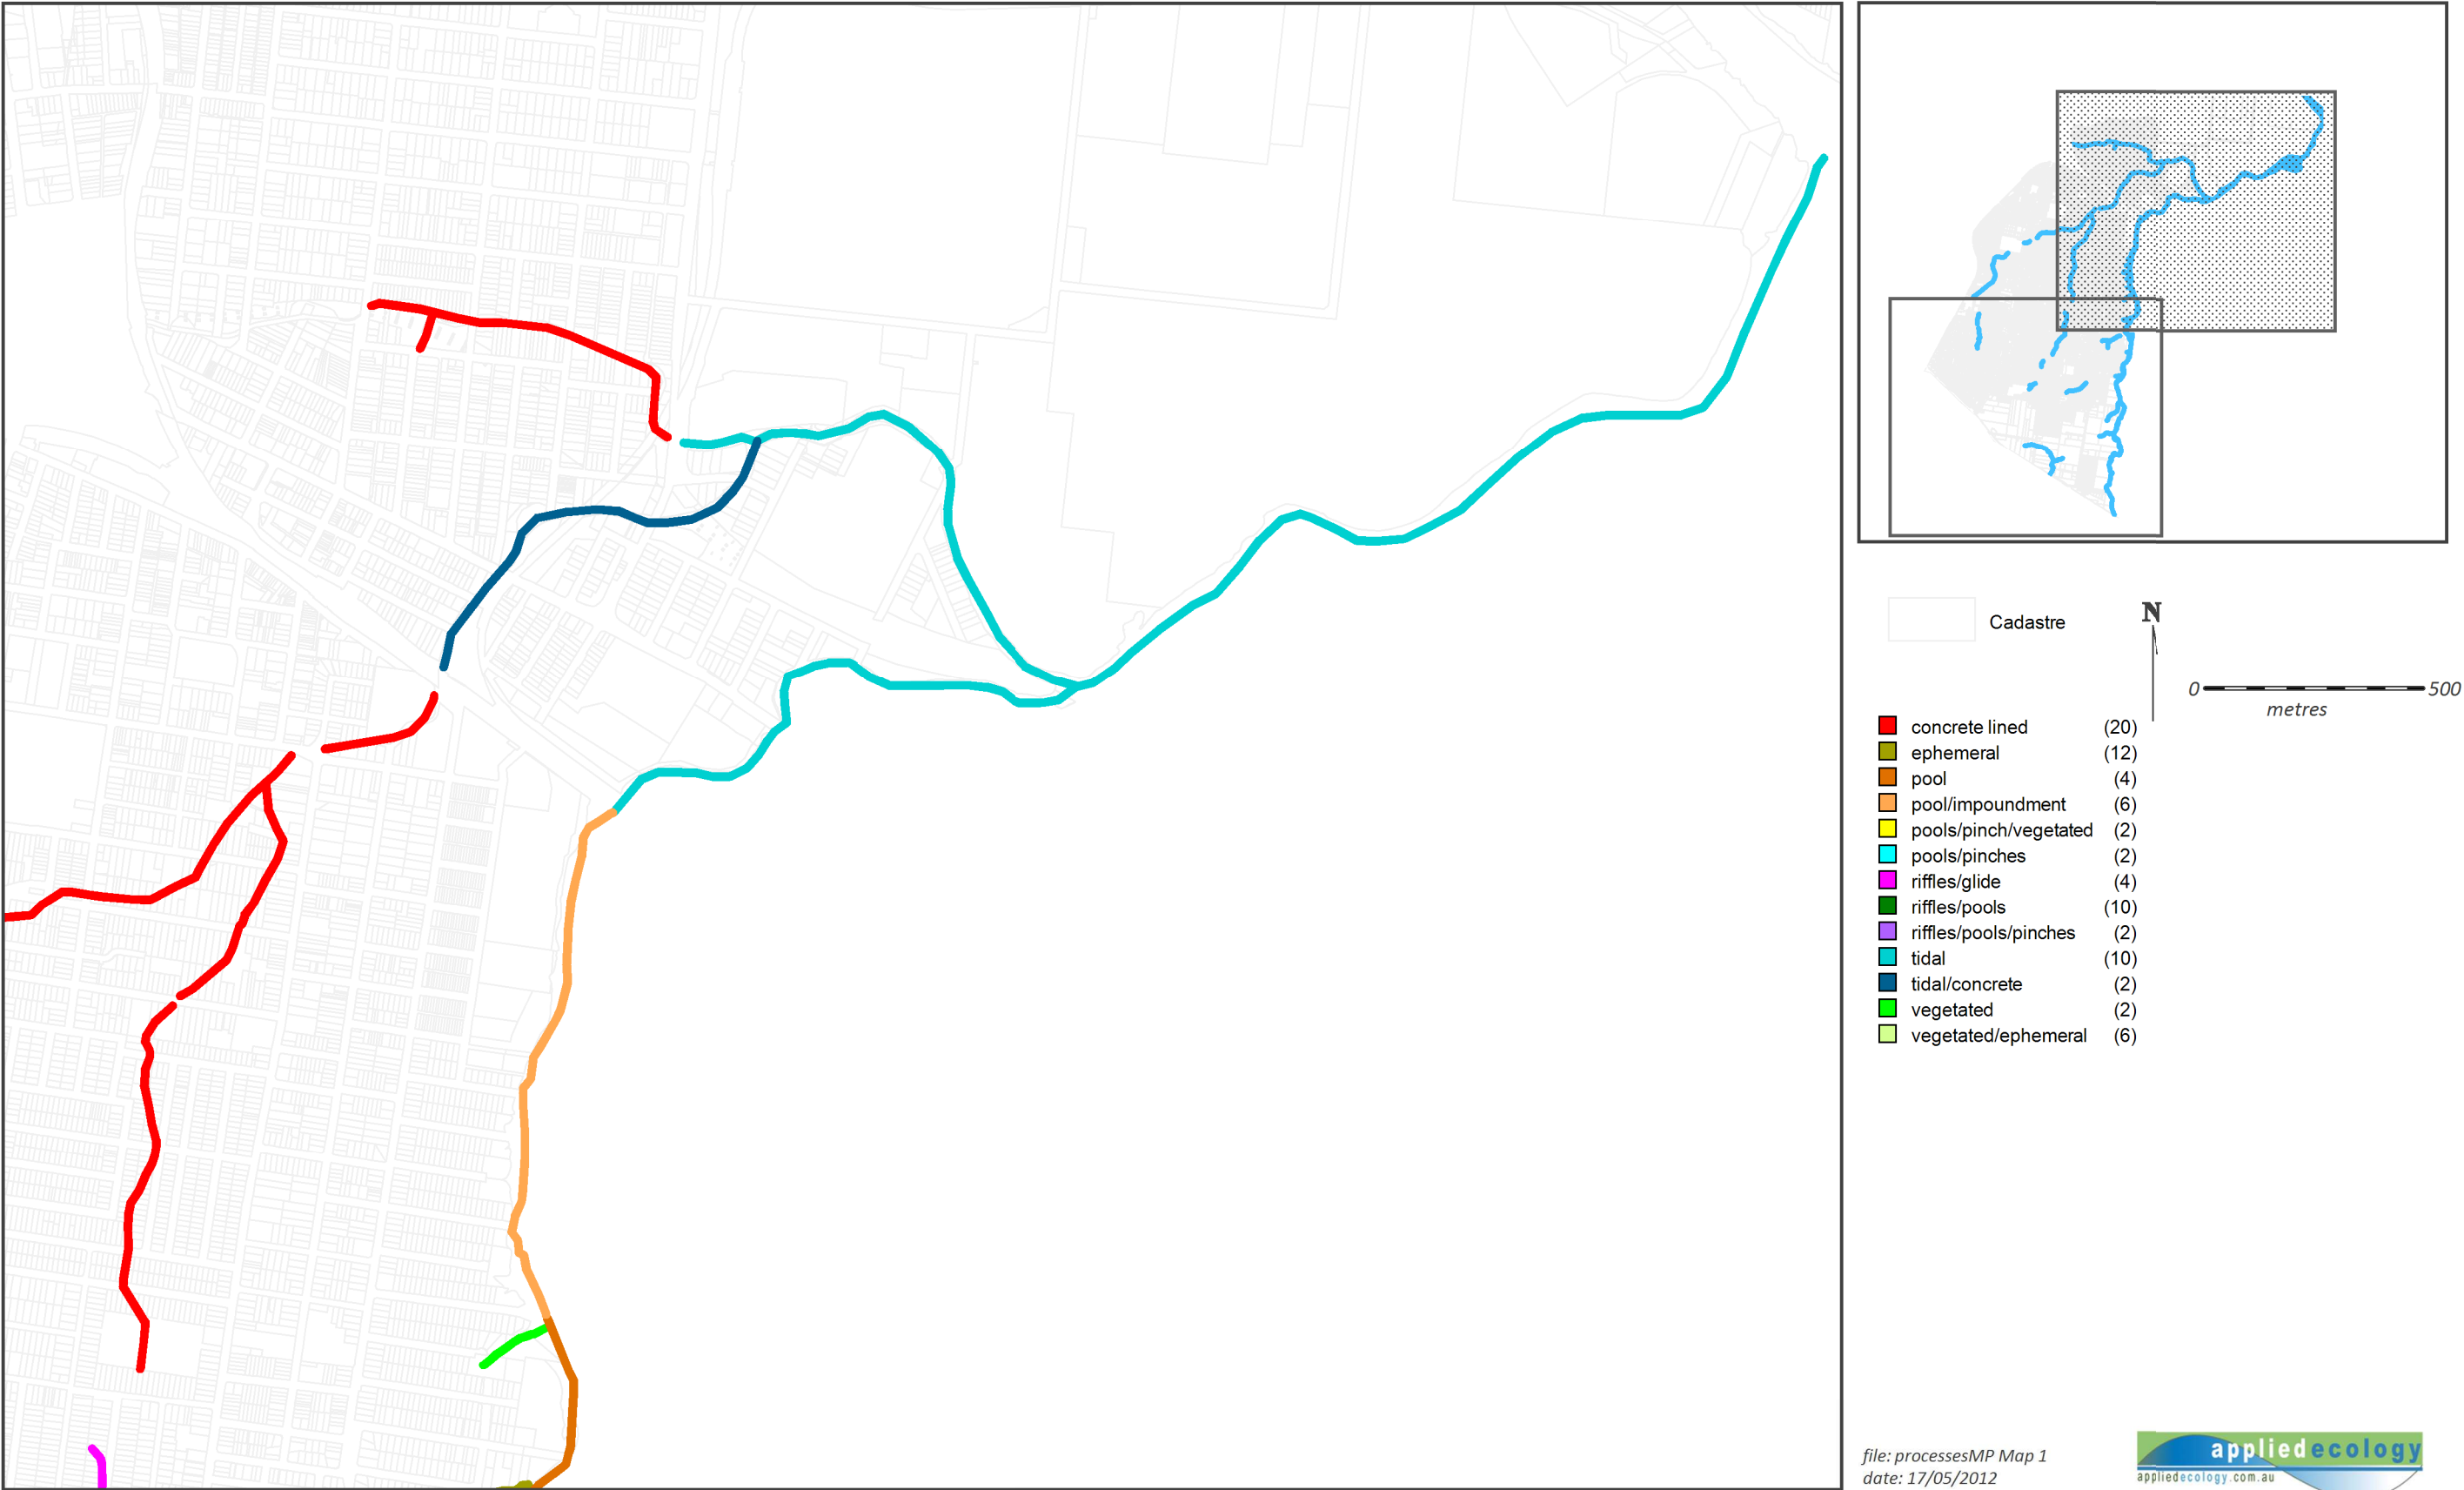 Cadastre
N
0 500
metres
concrete lined (20)
ephemeral (12)
pool (4)
pool/impoundment (6)
pools/pinch/vegetated (2)
pools/pinches (2)
riffles/glide (4)
riffles/pools (10)
riffles/pools/pinches (2)
tidal (10)
tidal/concrete (2)
vegetated (2)
vegetated/ephemeral (6)
file: processesMP Map 1
date: 17/05/2012
appliedecology
appliedecology.com.au